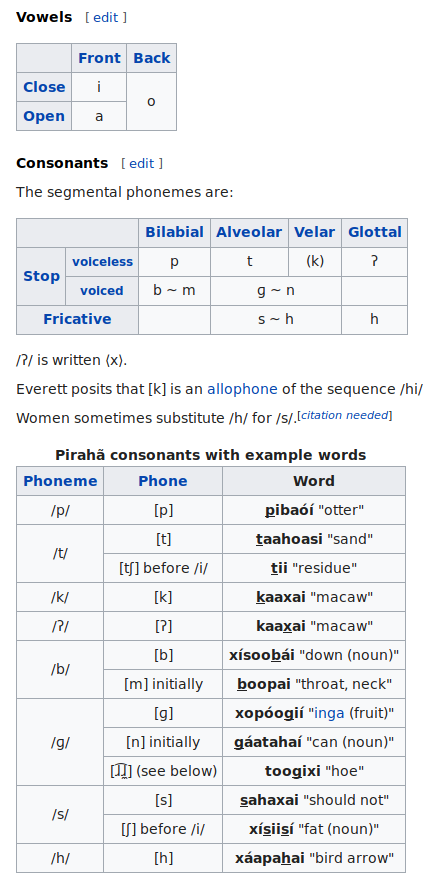 Vowels [ edit ]
Front Back
Close i o
Open a
Consonants [ edit ]
The segmental phonemes are:
Bilabial Alveolar Velar Glottal
Stop voiceless p t (k) ʔ
voiced b ~ m g ~ n
Fricative s ~ h h
/ʔ/ is written ⟨x⟩.
Everett posits that [k] is an allophone of the sequence /hi/
Women sometimes substitute /h/ for /s/.[citation needed]
Pirahã consonants with example words
Phoneme Phone Word
/p/ [p] pibaóí "otter"
/t/ [t] taahoasi "sand"
[tʃ] before /i/ tii "residue"
/k/ [k] kaaxai "macaw"
/ʔ/ [ʔ] kaaxai "macaw"
/b/ [b] xísoobái "down (noun)"
[m] initially boopai "throat, neck"
/g/ [g] xopóogií "inga (fruit)"
[n] initially gáatahaí "can (noun)"
(see below) toogixi "hoe"
/s/ [s] sahaxai "should not"
[ʃ] before /i/ xísiisí "fat (noun)"
/h/ [h] xáapahai "bird arrow"